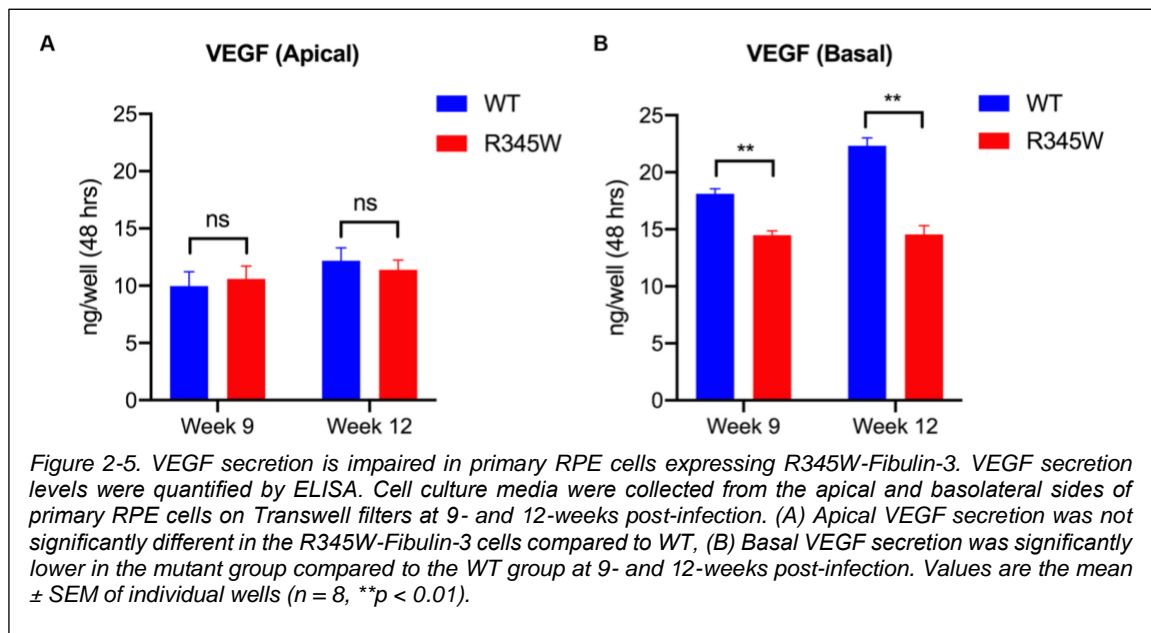 A
VEGF (Apical)
WT
R345W
ng/well (48 hrs)
25
20
15
10
5
0
ns
ns
Week 9
Week 12
B
VEGF (Basal)
WT
R345W
ng/well (48 hrs)
25
20
15
10
5
0
**
**
Week 9
Week 12
Figure 2-5. VEGF secretion is impaired in primary RPE cells expressing R345W-Fibulin-3. VEGF secretion
levels were quantified by ELISA. Cell culture media were collected from the apical and basolateral sides of
primary RPE cells on Transwell filters at 9- and 12-weeks post-infection. (A) Apical VEGF secretion was not
significantly different in the R345W-Fibulin-3 cells compared to WT, (B) Basal VEGF secretion was significantly
lower in the mutant group compared to the WT group at 9- and 12-weeks post-infection. Values are the mean
± SEM of individual wells (n = 8, **p < 0.01).